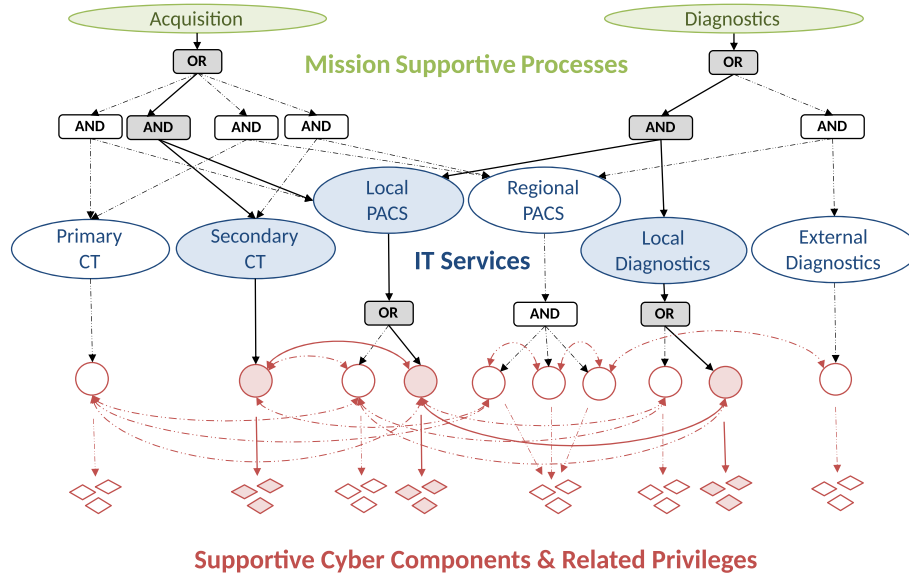 Acquisition
Diagnostics
OR
Mission Supportive Processes
OR
AND
AND
AND
AND
AND
AND
Local
PACS
Regional
PACS
Primary
CT
Secondary
CT
IT Services
Local
Diagnostics
External
Diagnostics
OR
AND
OR
Supportive Cyber Components & Related Privileges